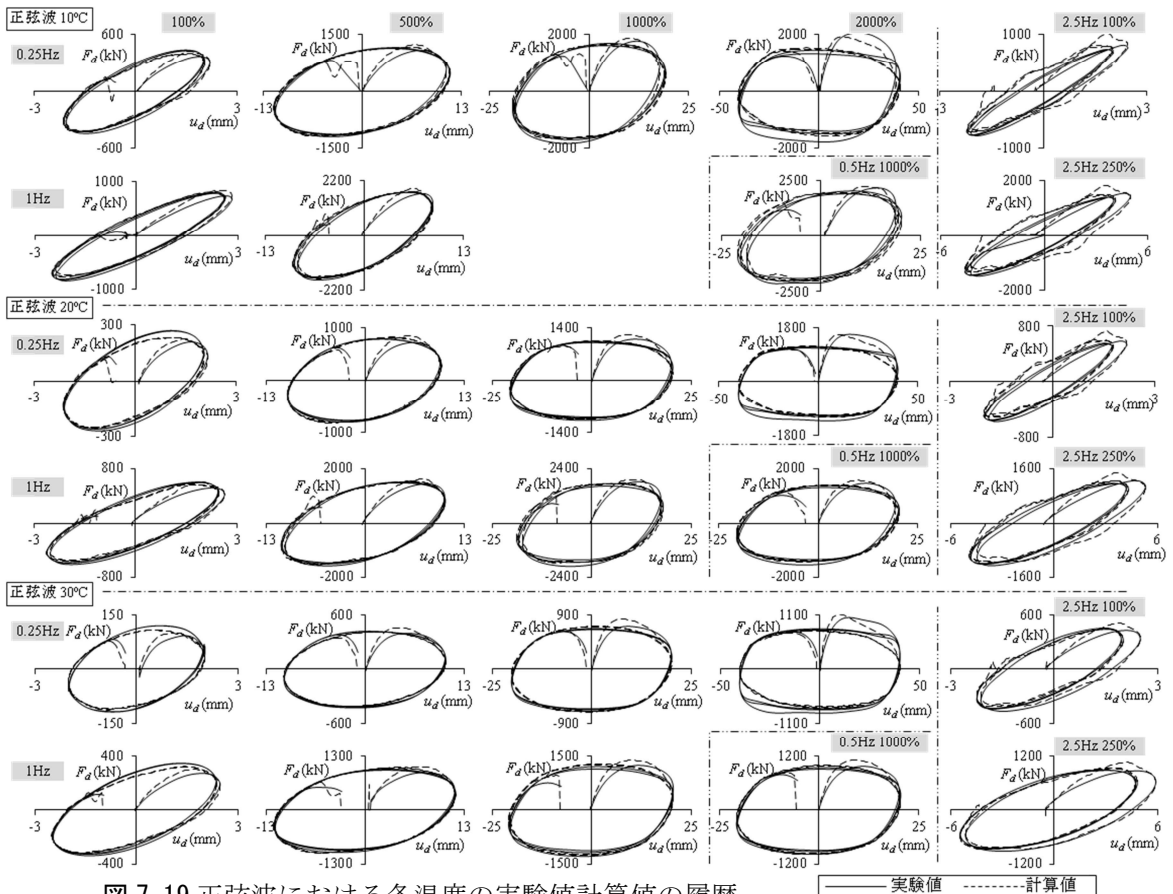 正弦波 10℃
100%
500%
1000%
2000%
2.5Hz 100%
0.25Hz
600
F_d(kN)
-3
3
u_d(mm)
-600
1500
F_d(kN)
-13
13
u_d(mm)
-1500
2000
F_d(kN)
-25
25
u_d(mm)
-2000
2000
F_d(kN)
-50
50
u_d(mm)
-2000
1000
F_d(kN)
3
u_d(mm)
-1000
1Hz
1000
F_d(kN)
-3
3
u_d(mm)
-1000
2200
F_d(kN)
-13
13
u_d(mm)
-2200
0.5Hz 1000%
2500
F_d(kN)
-25
25
u_d(mm)
-2500
2.5Hz 250%
2000
F_d(kN)
-6
6
u_d(mm)
-2000
正弦波 20℃
0.25Hz
300
F_d(kN)
-3
3
u_d(mm)
-300
1000
F_d(kN)
-13
13
u_d(mm)
-1000
1400
F_d(kN)
-25
25
u_d(mm)
-1400
1800
F_d(kN)
-50
50
u_d(mm)
-1800
2.5Hz 100%
800
F_d(kN)
-3
3
u_d(mm)
-800
1Hz
800
F_d(kN)
-3
3
u_d(mm)
-800
2000
F_d(kN)
-13
13
u_d(mm)
-2000
2400
F_d(kN)
-25
25
u_d(mm)
-2400
0.5Hz 1000%
2000
F_d(kN)
-25
25
u_d(mm)
-2000
2.5Hz 250%
1600
F_d(kN)
-6
6
u_d(mm)
-1600
正弦波 30℃
0.25Hz
150
F_d(kN)
-3
3
u_d(mm)
-150
600
F_d(kN)
-13
13
u_d(mm)
-600
900
F_d(kN)
-25
25
u_d(mm)
-900
1100
F_d(kN)
-50
50
u_d(mm)
-1100
2.5Hz 100%
600
F_d(kN)
-3
3
u_d(mm)
-600
1Hz
400
F_d(kN)
-3
3
u_d(mm)
-400
1300
F_d(kN)
-13
13
u_d(mm)
-1300
1500
F_d(kN)
-25
25
u_d(mm)
-1500
0.5Hz 1000%
1200
F_d(kN)
-25
25
u_d(mm)
-1200
2.5Hz 250%
1200
F_d(kN)
-6
6
u_d(mm)
-1200
図 7.19 正弦波における各温度の実験値計算値の履歴
実験値 計算値